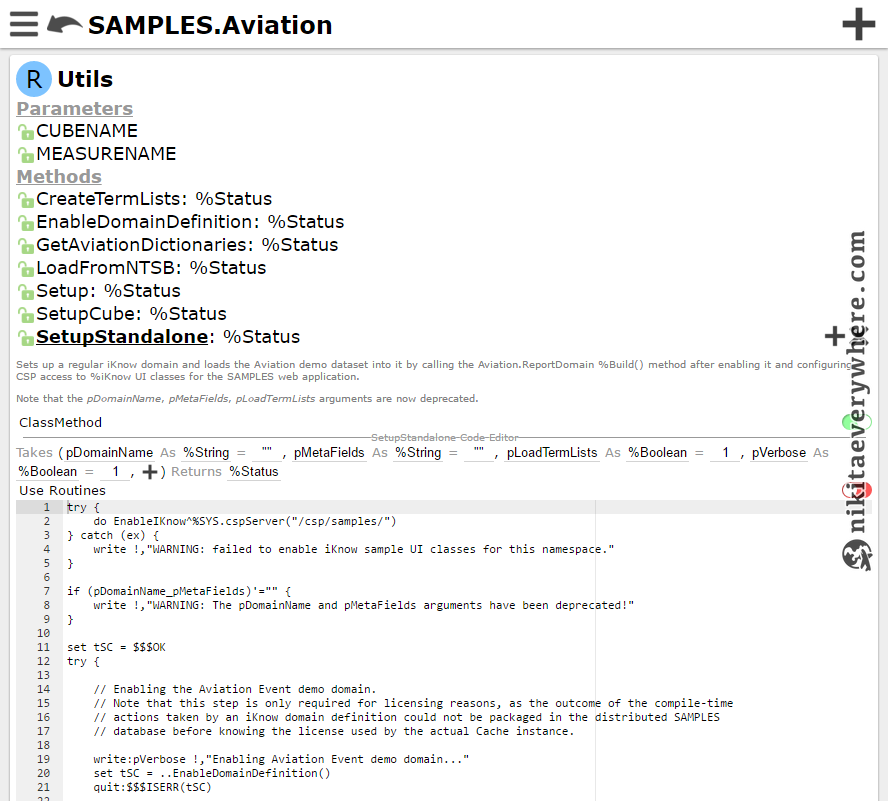 SAMPLES.Aviation
R Utils
Parameters
CUBENAME
MEASURENAME
Methods
CreateTermLists: %Status
EnableDomainDefinition: %Status
GetAviationDictionaries: %Status
LoadFromNTSB: %Status
Setup: %Status
SetupCube: %Status
SetupStandalone: %Status
Sets up a regular iKnow domain and loads the Aviation demo dataset into it by calling the Aviation.ReportDomain %Build() method after enabling it and configuring
CSP access to %iKnow UI classes for the SAMPLES web application.
Note that the pDomainName, pMetaFields, pLoadTermLists arguments are now deprecated.
ClassMethod
SetupStandalone Code Editor
Takes ( pDomainName As %String = "" , pMetaFields As %String = "" , pLoadTermLists As %Boolean = 1 , pVerbose As
%Boolean = 1 , + ) Returns %Status
Use Routines
1 try {
2     do EnableIKnow^%SYS.cspServer("/csp/samples/")
3 } catch (ex) {
4     write !,"WARNING: failed to enable iKnow sample UI classes for this namespace."
5 }
6
7 if (pDomainName_pMetaFields)'="" {
8     write !,"WARNING: The pDomainName and pMetaFields arguments have been deprecated!"
9 }
10
11 set tSC = $$$OK
12 try {
13
14     // Enabling the Aviation Event demo domain.
15     // Note that this step is only required for licensing reasons, as the outcome of the compile-time
16     // actions taken by an iKnow domain definition could not be packaged in the distributed SAMPLES
17     // database before knowing the license used by the actual Cache instance.
18
19     write:pVerbose !,"Enabling Aviation Event demo domain..."
20     set tSC = ..EnableDomainDefinition()
21     quit:$$$ISERR(tSC)
22
nikitaeverywhere.com